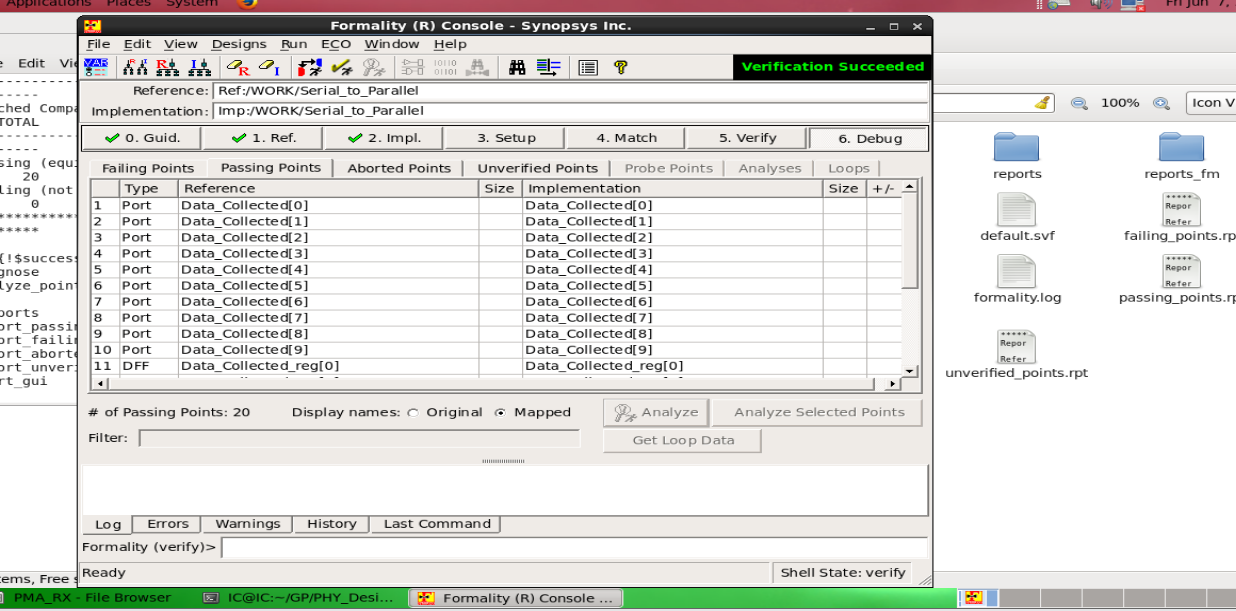 Applications Places System
Fri Jun 7,
Formality (R) Console - Synopsys Inc.
File Edit View Designs Run ECO Window Help
Verification Succeeded
Reference: Ref:/WORK/Serial_to_Parallel
Implementation: Imp:/WORK/Serial_to_Parallel
0. Guid. 1. Ref. 2. Impl. 3. Setup 4. Match 5. Verify 6. Debug
Failing Points Passing Points Aborted Points Unverified Points Probe Points Analyses Loops
Type Reference Size Implementation Size +/-
1 Port Data_Collected[0] Data_Collected[0]
2 Port Data_Collected[1] Data_Collected[1]
3 Port Data_Collected[2] Data_Collected[2]
4 Port Data_Collected[3] Data_Collected[3]
5 Port Data_Collected[4] Data_Collected[4]
6 Port Data_Collected[5] Data_Collected[5]
7 Port Data_Collected[6] Data_Collected[6]
8 Port Data_Collected[7] Data_Collected[7]
9 Port Data_Collected[8] Data_Collected[8]
10 Port Data_Collected[9] Data_Collected[9]
11 DFF Data_Collected_reg[0] Data_Collected_reg[0]
# of Passing Points: 20 Display names: Original Mapped Analyze Analyze Selected Points
Filter: Get Loop Data
Log Errors Warnings History Last Command
Formality (verify)>
Ready Shell State: verify
e Edit Vie
-----
ched Compa
TOTAL
-----
sing (equi
20
ling (not
0
**********
*****
{!$success
gnose
lyze_poin
ports
ort_passin
ort_failin
ort_aborte
ort_unveri
rt_gui
100% Icon V
reports reports_fm
default.svf failing_points.rp
formality.log passing_points.rp
unverified_points.rpt
ems, Free s
PMA_RX - File Browser IC@IC:~/GP/PHY_Desi... Formality (R) Console ...